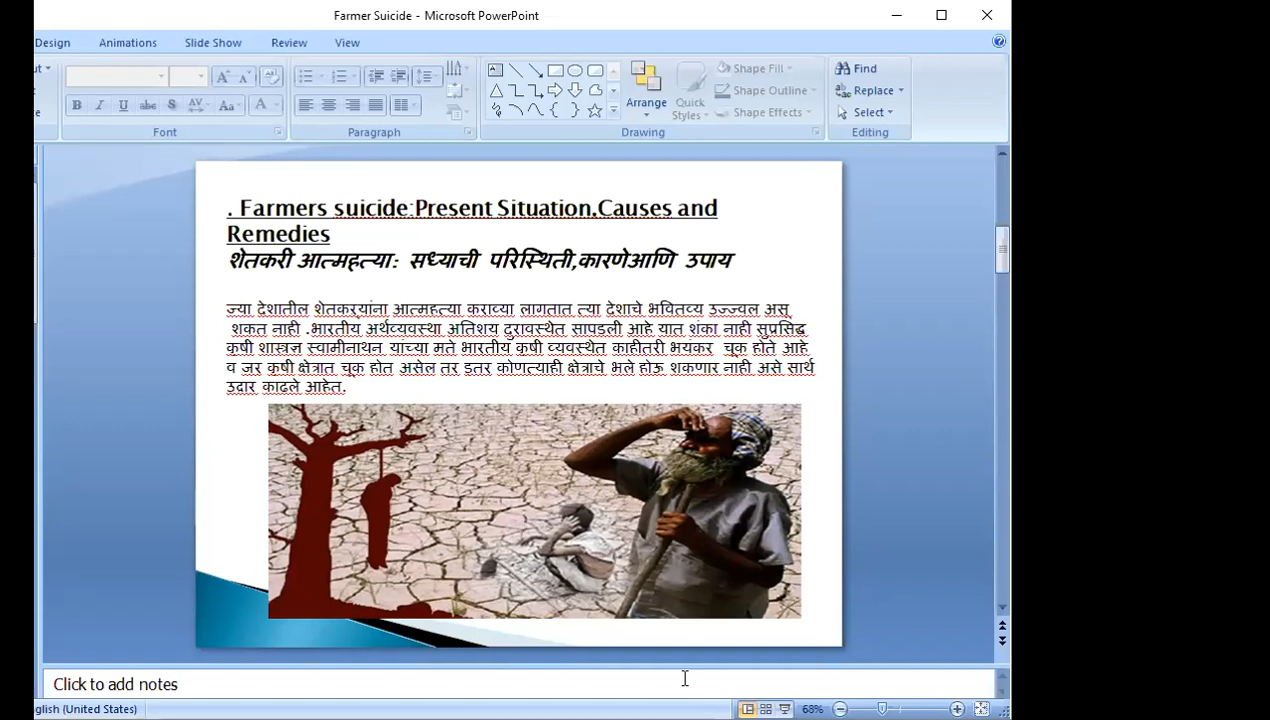 Farmer Suicide - Microsoft PowerPoint
Design Animations Slide Show Review View
Shape Fill
Shape Outline
Shape Effects
Arrange
Quick
Styles
Find
Replace
Select
Font Paragraph Drawing Editing
. Farmers suicide:Present Situation,Causes and
Remedies
शेतकरी आत्महत्या: सध्याची परिस्थिती,कारणेआणि उपाय
ज्या देशातील शेतकऱ्यांना आत्महत्या कराव्या लागतात त्या देशाचे भवितव्य उज्ज्वल असू
शकत नाही .भारतीय अर्थव्यवस्था अतिशय दुरावस्थेत सापडली आहे यात शंका नाही सुप्रसिद्ध
कृषी शास्त्रज्ञ स्वामीनाथन यांच्या मते भारतीय कृषी व्यवस्थेत काहीतरी भयंकर चूक होते आहे
व जर कृषी क्षेत्रात चूक होत असेल तर इतर कोणत्याही क्षेत्राचे भले होऊ शकणार नाही असे सार्थ
उद्गार काढले आहेत.
Click to add notes
glish (United States) 68%